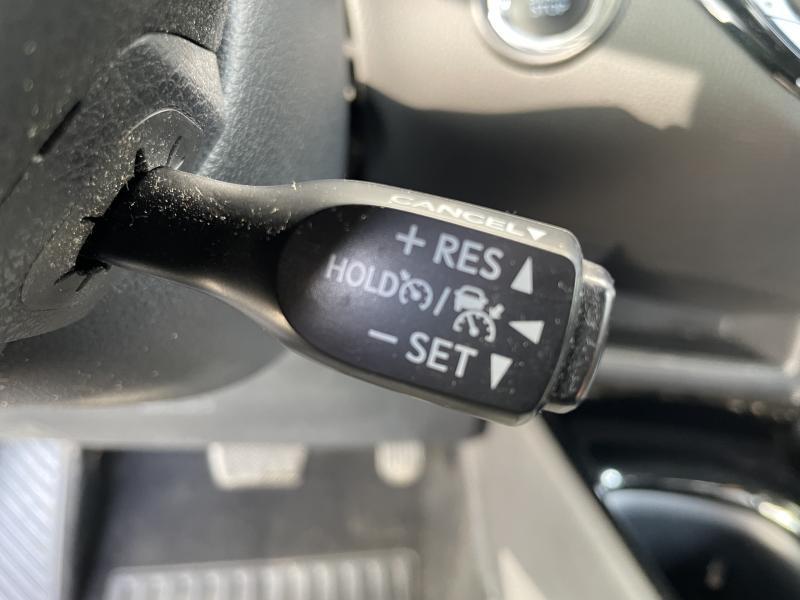 CANCEL▼
+ RES ▲
HOLD / ◀
− SET ▼